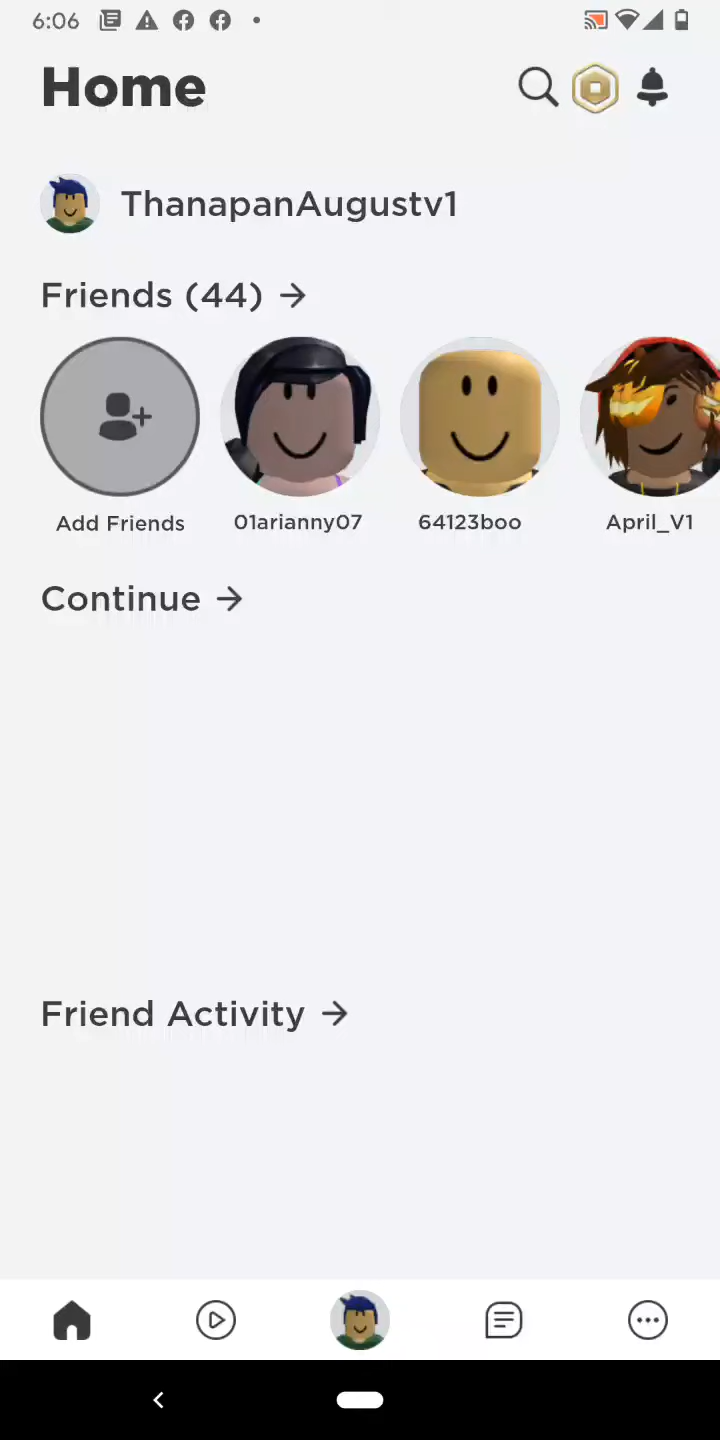 6:06
Home
ThanapanAugustv1
Friends (44) →
Add Friends
01arianny07
64123boo
April_V1
Continue →
Friend Activity →